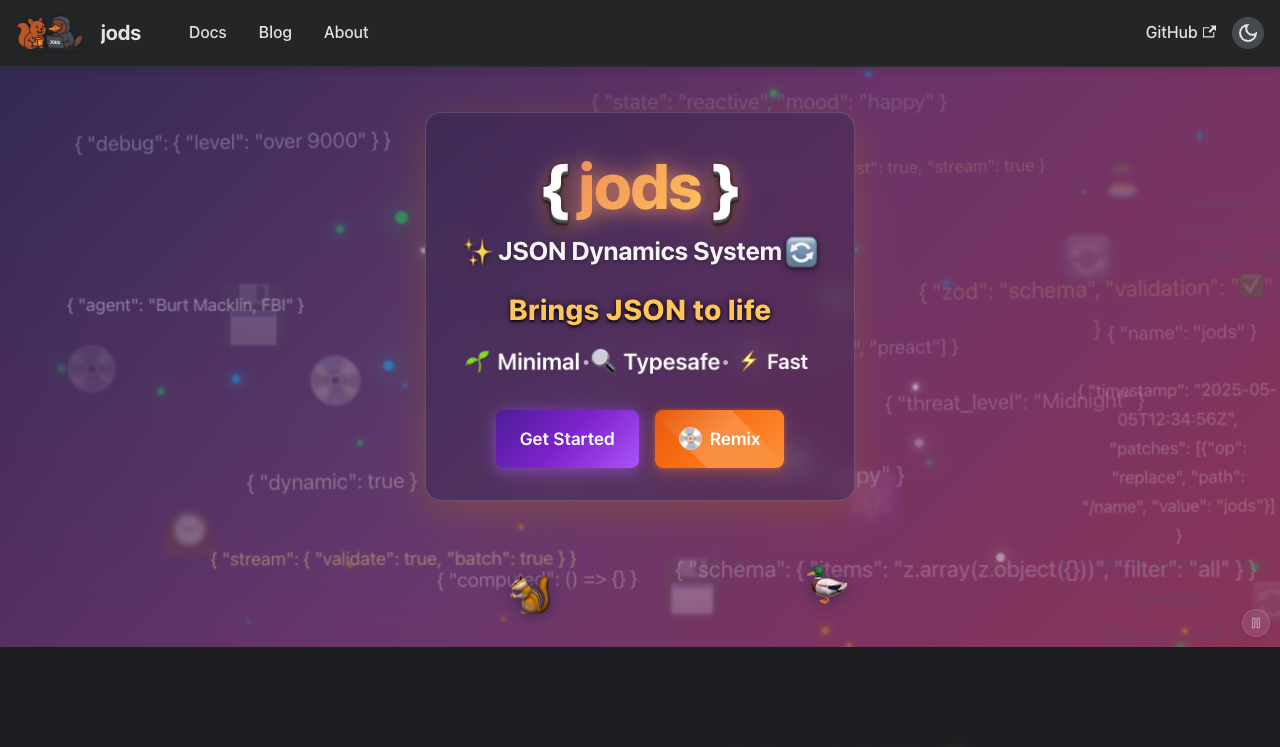 jods
Docs
Blog
About
GitHub
{ "state": "reactive", "mood": "happy" }
{ "debug": { "level": "over 9000" } }
st": true, "stream": true }
{ jods }
✨ JSON Dynamics System 🔄
Brings JSON to life
🌱 Minimal • 🔍 Typesafe • ⚡ Fast
Get Started
💿 Remix
{ "agent": "Burt Macklin, FBI" }
{ "zod": "schema", "validation": "✅"
}
{ "name": "jods" }
", "preact"] }
{ "threat_level": "Midnight" }
{ "timestamp": "2025-05-
05T12:34:56Z",
"patches": [{"op":
"replace", "path":
"/name", "value": "jods"}]
}
{ "dynamic": true }
py" }
{ "stream": { "validate": true, "batch": true } }
{ "computed": () => {} }
{ "schema": { "items": "z.array(z.object({}))", "filter": "all" } }